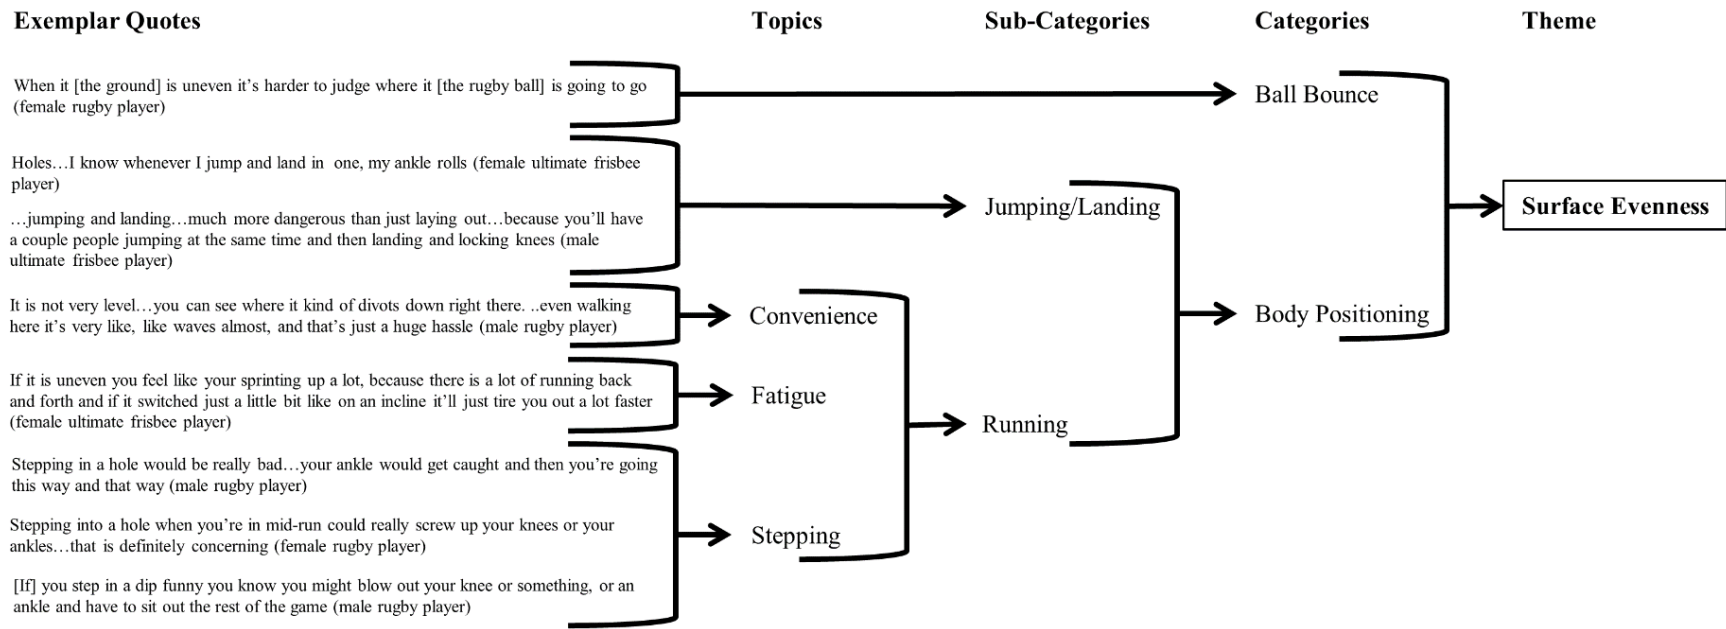 Exemplar Quotes
Topics
Sub-Categories
Categories
Theme
When it [the ground] is uneven it's harder to judge where it [the rugby ball] is going to go
(female rugby player)
Ball Bounce
Holes…I know whenever I jump and land in one, my ankle rolls (female ultimate frisbee
player)
…jumping and landing…much more dangerous than just laying out…because you'll have
a couple people jumping at the same time and then landing and locking knees (male
ultimate frisbee player)
Jumping/Landing
Surface Evenness
It is not very level…you can see where it kind of divots down right there. ..even walking
here it's very like, like waves almost, and that's just a huge hassle (male rugby player)
Convenience
Body Positioning
If it is uneven you feel like your sprinting up a lot, because there is a lot of running back
and forth and if it switched just a little bit like on an incline it'll just tire you out a lot faster
(female ultimate frisbee player)
Fatigue
Running
Stepping in a hole would be really bad…your ankle would get caught and then you're going
this way and that way (male rugby player)
Stepping into a hole when you're in mid-run could really screw up your knees or your
ankles…that is definitely concerning (female rugby player)
Stepping
[If] you step in a dip funny you know you might blow out your knee or something, or an
ankle and have to sit out the rest of the game (male rugby player)